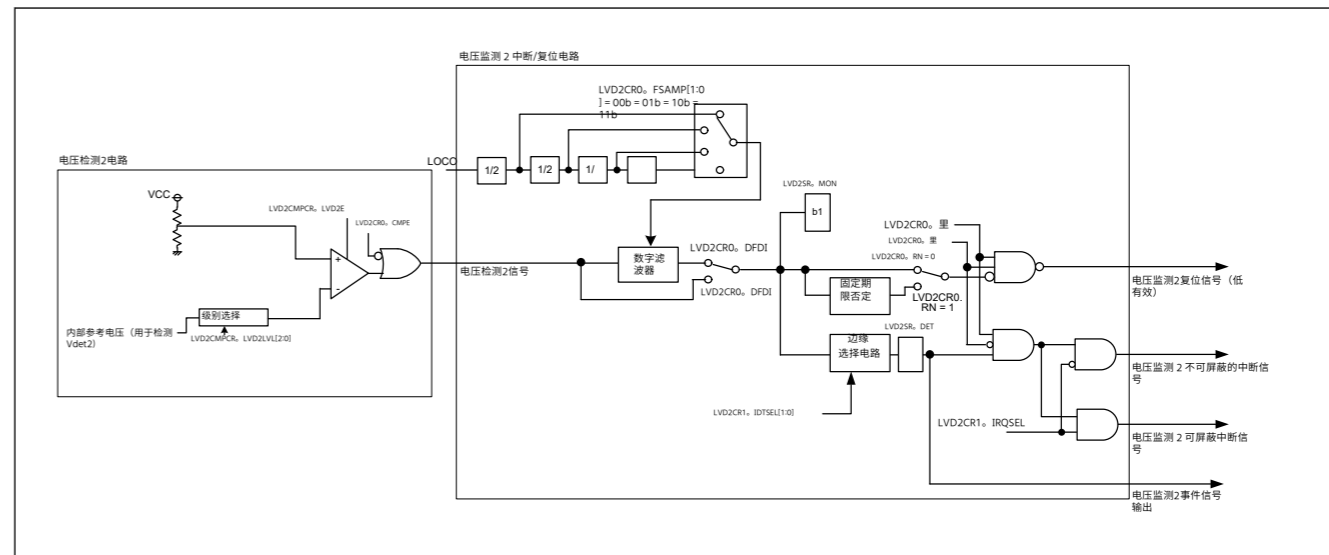 电压监测 2 中断/复位电路
LVD2CR0。FSAMP[1:0
] = 00b = 01b = 10b =
11b
电压检测2电路
LOCO
1/2
1/2
1/
LVD2SR。MON
b1
VCC
LVD2CMPCR。LVD2E
LVD2CR0。CMPE
LVD2CR0。里
LVD2CR0。里
LVD2CR0。RN = 0
+
-
电压检测2信号
数字滤
波器
LVD2CR0。DFDI
LVD2CR0。DFDI
固定期
限否定
LVD2CR0.
RN = 1
电压监测2复位信号（低
有效）
级别选择
内部参考电压（用于检测
Vdet2）
LVD2CMPCR。LVD2LVL[2:0]
边缘
选择电路
LVD2SR。DET
电压监测 2 不可屏蔽的中断信
号
LVD2CR1。IDTSEL[1:0]
LVD2CR1。IRQSEL
电压监测 2 可屏蔽中断信
号
电压监测2事件信号
输出